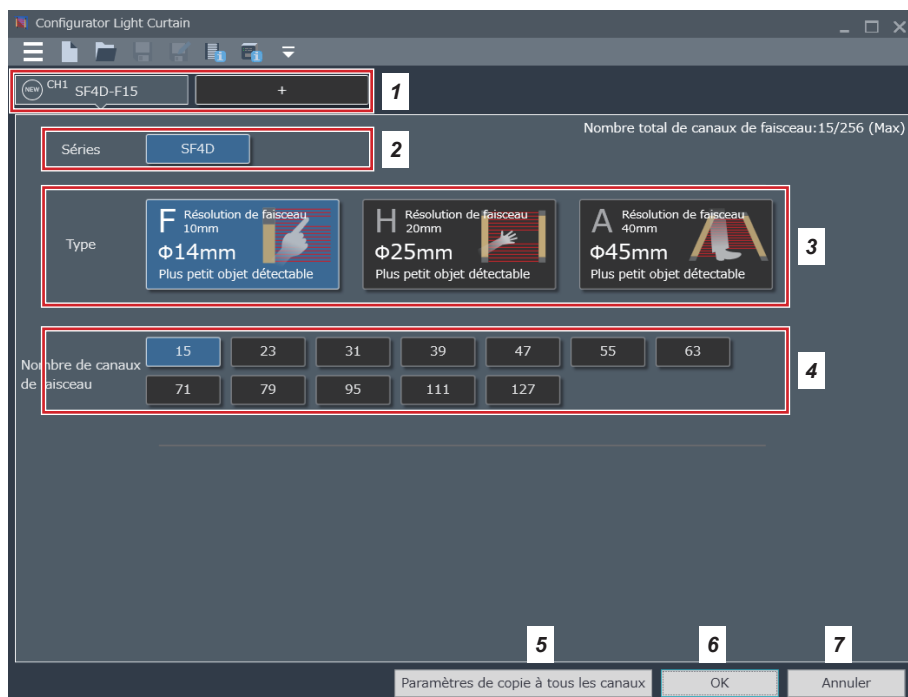 Configurator Light Curtain
NEW CH1 SF4D-F15
+
1
Nombre total de canaux de faisceau:15/256 (Max)
Séries
SF4D
2
Type
F Résolution de faisceau
10mm
Φ14mm
Plus petit objet détectable
H Résolution de faisceau
20mm
Φ25mm
Plus petit objet détectable
A Résolution de faisceau
40mm
Φ45mm
Plus petit objet détectable
3
Nombre de canaux
de faisceau
15 23 31 39 47 55 63
71 79 95 111 127
4
5 6 7
Paramètres de copie à tous les canaux OK Annuler